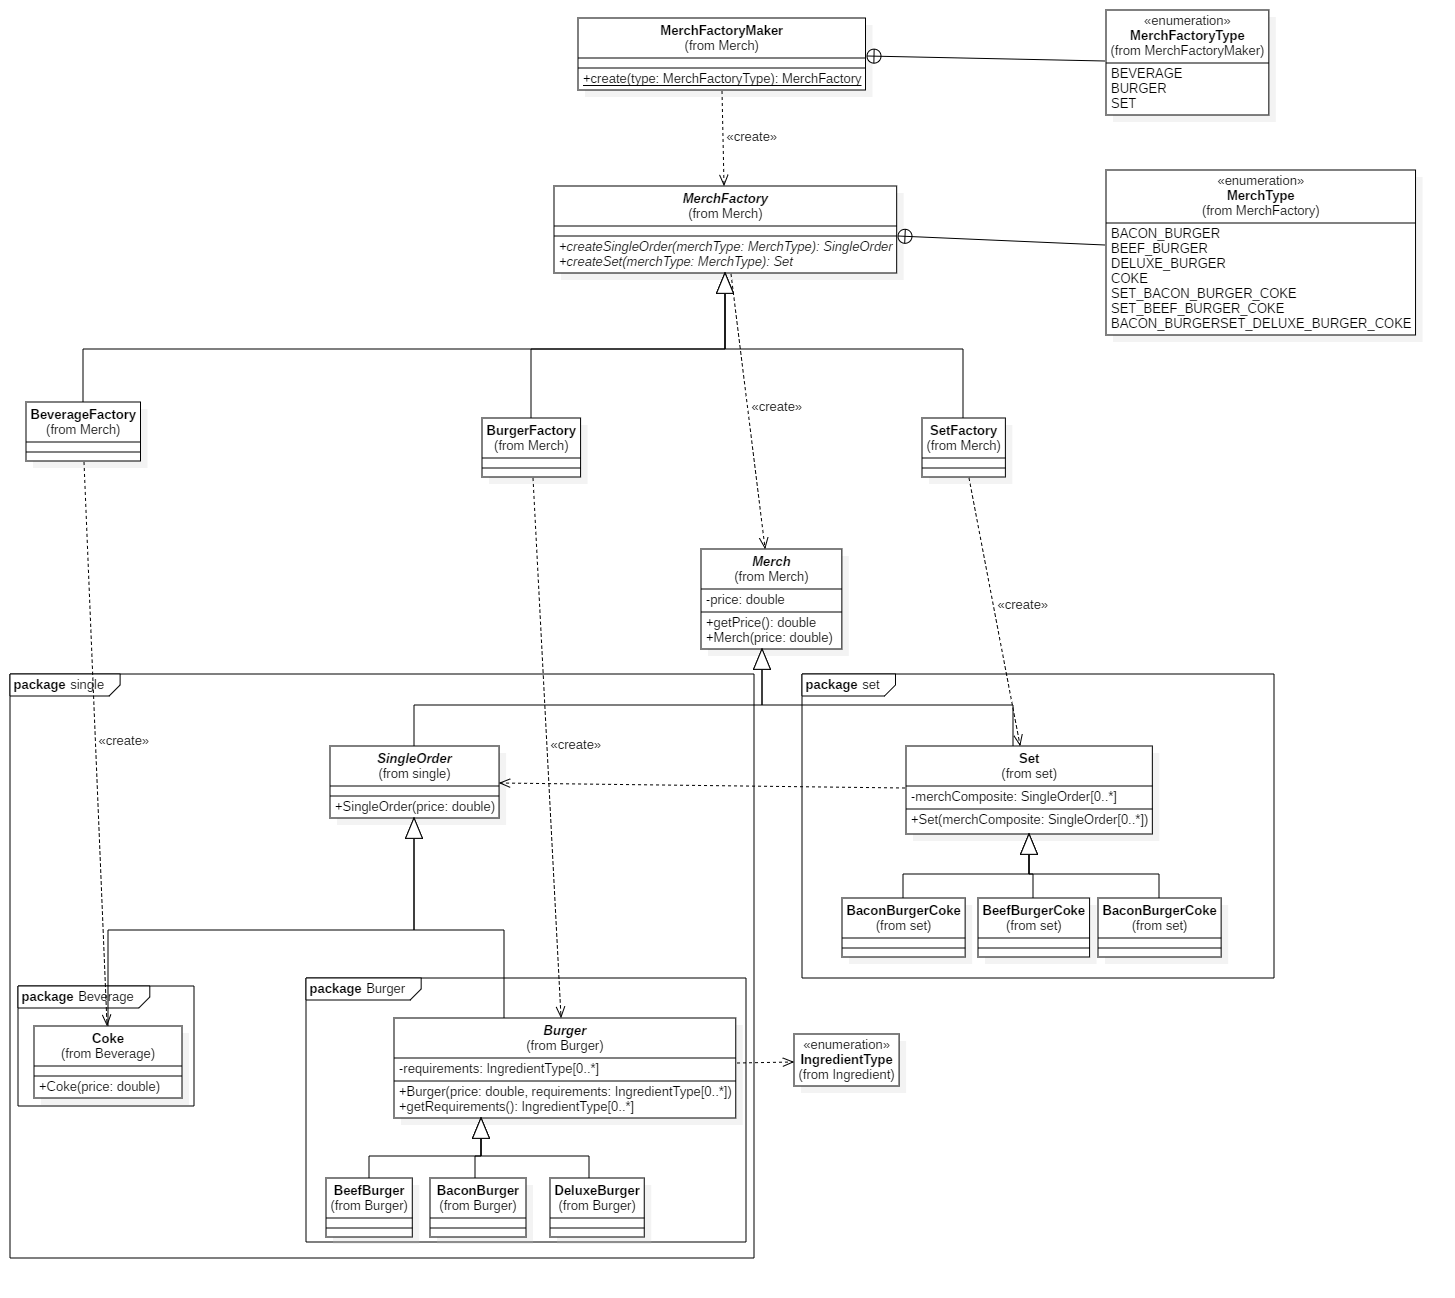 MerchFactoryMaker
(from Merch)
+create(type: MerchFactoryType): MerchFactory
«enumeration»
MerchFactoryType
(from MerchFactoryMaker)
BEVERAGE
BURGER
SET
«create»
MerchFactory
(from Merch)
+createSingleOrder(merchType: MerchType): SingleOrder
+createSet(merchType: MerchType): Set
«enumeration»
MerchType
(from MerchFactory)
BACON_BURGER
BEEF_BURGER
DELUXE_BURGER
COKE
SET_BACON_BURGER_COKE
SET_BEEF_BURGER_COKE
BACON_BURGERSET_DELUXE_BURGER_COKE
BeverageFactory
(from Merch)
BurgerFactory
(from Merch)
«create»
SetFactory
(from Merch)
Merch
(from Merch)
-price: double
+getPrice(): double
+Merch(price: double)
«create»
package single
package set
«create»
«create»
SingleOrder
(from single)
+SingleOrder(price: double)
Set
(from set)
-merchComposite: SingleOrder[0..*]
+Set(merchComposite: SingleOrder[0..*])
BaconBurgerCoke
(from set)
BeefBurgerCoke
(from set)
BaconBurgerCoke
(from set)
package Beverage
Coke
(from Beverage)
+Coke(price: double)
package Burger
Burger
(from Burger)
-requirements: IngredientType[0..*]
+Burger(price: double, requirements: IngredientType[0..*])
+getRequirements(): IngredientType[0..*]
«enumeration»
IngredientType
(from Ingredient)
BeefBurger
(from Burger)
BaconBurger
(from Burger)
DeluxeBurger
(from Burger)